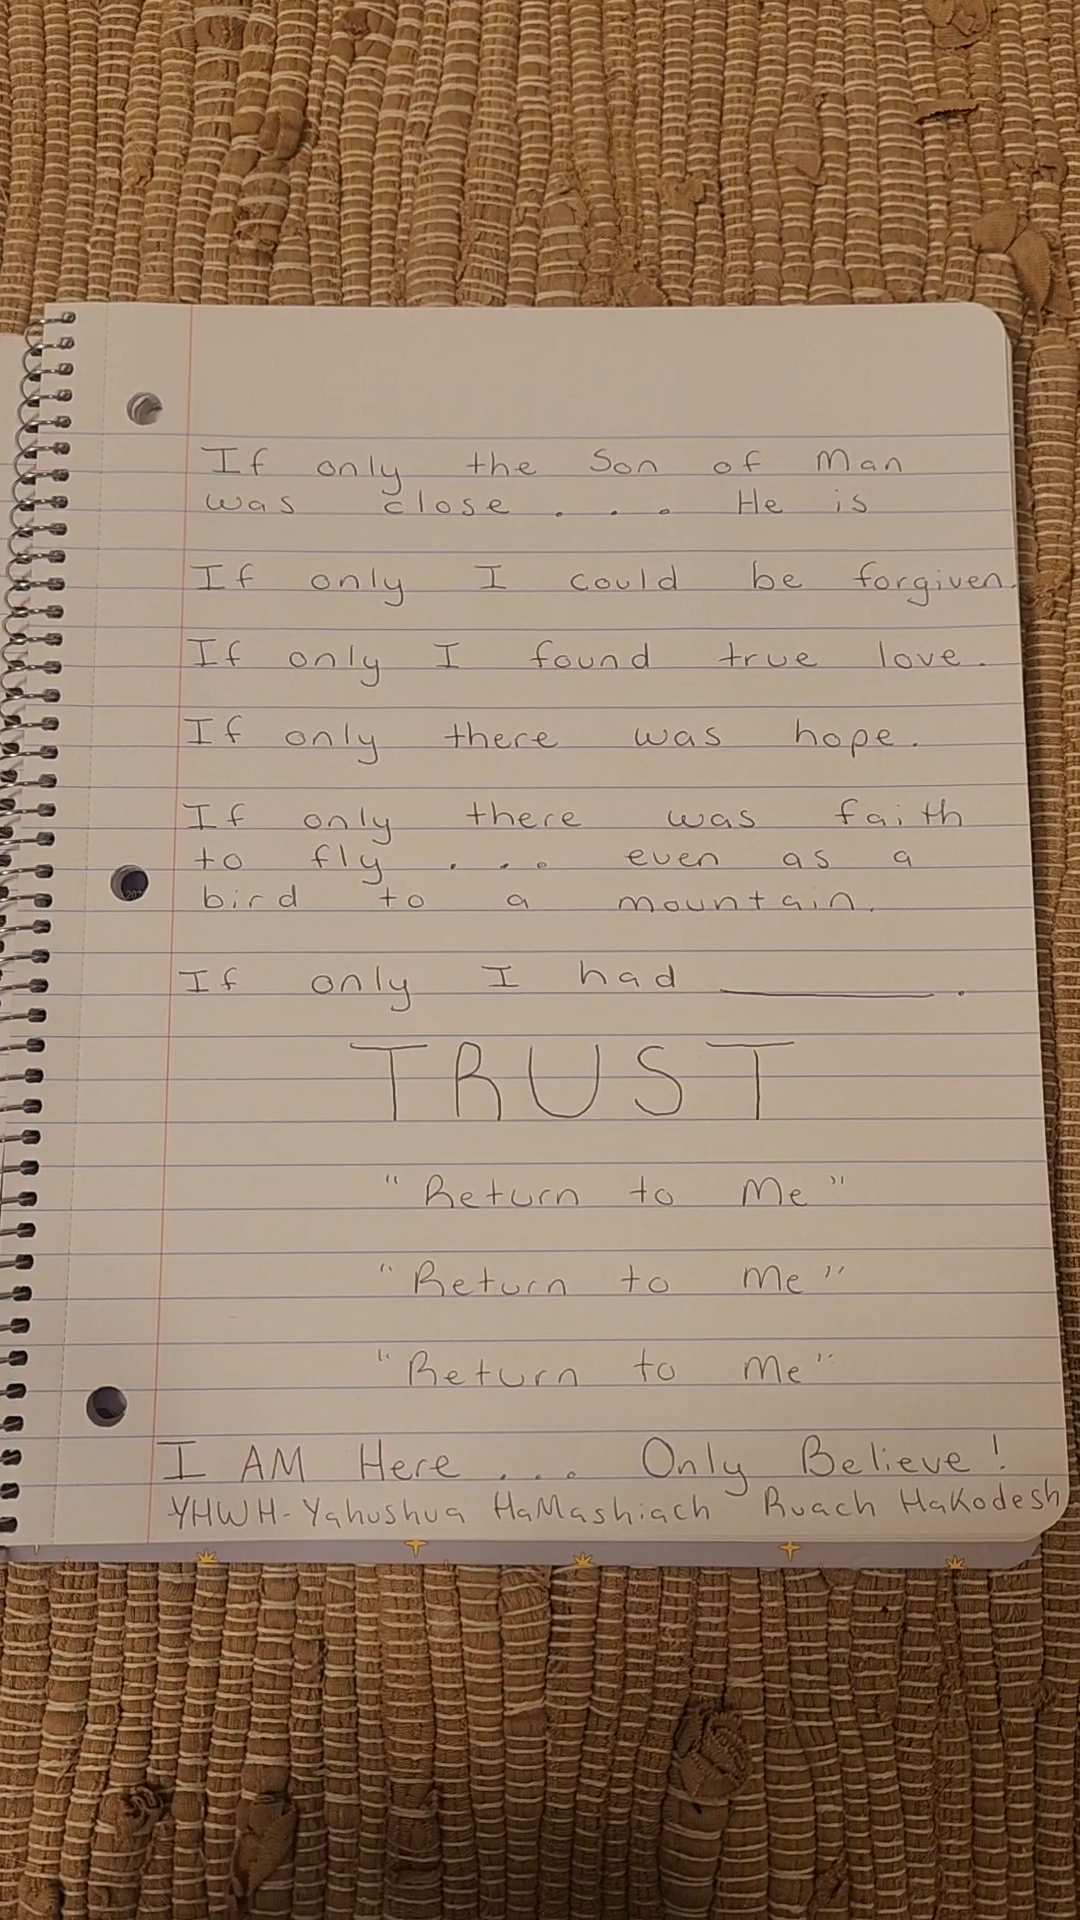 If only the Son of Man
was close . . . He is
If only I could be forgiven.
If only I found true love.
If only there was hope.
If only there was faith
to fly . . . even as a
bird to a mountain.
If only I had ________ .
TRUST
"Return to Me"
"Return to Me"
"Return to Me"
I AM Here . . . Only Believe!
YHWH-Yahushua HaMashiach Ruach HaKodesh